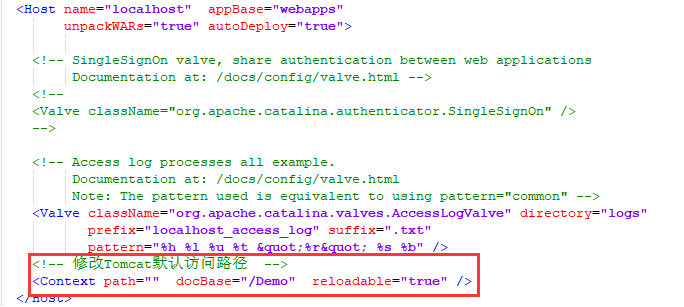 <Host name="localhost"  appBase="webapps"
unpackWARs="true" autoDeploy="true">
<!-- SingleSignOn valve, share authentication between web applications
Documentation at: /docs/config/valve.html -->
<!--
<Valve className="org.apache.catalina.authenticator.SingleSignOn" />
-->
<!-- Access log processes all example.
Documentation at: /docs/config/valve.html
Note: The pattern used is equivalent to using pattern="common" -->
<Valve className="org.apache.catalina.valves.AccessLogValve" directory="logs"
prefix="localhost_access_log" suffix=".txt"
pattern="%h %l %u %t &quot;%r&quot; %s %b" />
<!-- 修改Tomcat默认访问路径  -->
<Context path=""  docBase="/Demo"  reloadable="true" />
</Host>